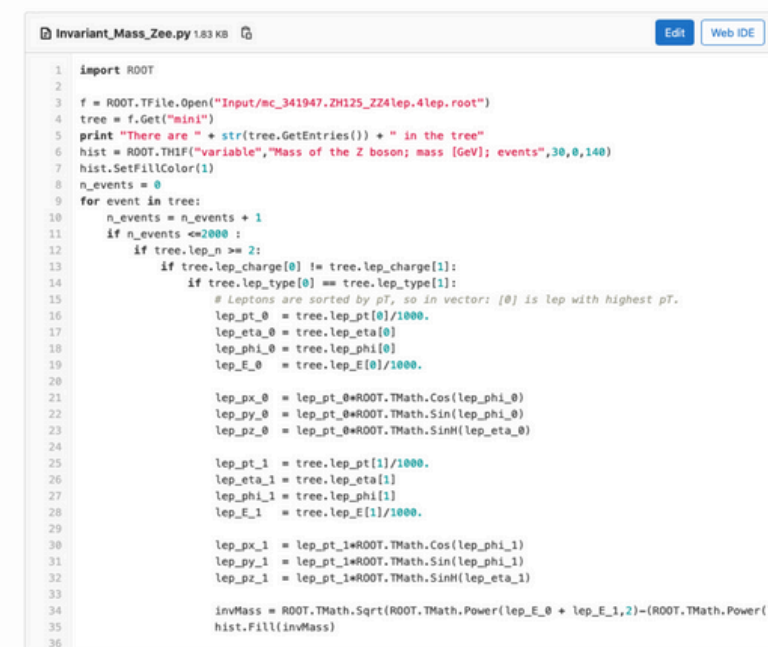 Invariant_Mass_Zee.py 1.83 KB
Edit
Web IDE
1 import ROOT
2
3 f = ROOT.TFile.Open("Input/mc_341947.ZH125_ZZ4lep.4lep.root")
4 tree = f.Get("mini")
5 print "There are " + str(tree.GetEntries()) + " in the tree"
6 hist = ROOT.TH1F("variable","Mass of the Z boson; mass [GeV]; events",30,0,140)
7 hist.SetFillColor(1)
8 n_events = 0
9 for event in tree:
10     n_events = n_events + 1
11     if n_events <=2000 :
12         if tree.lep_n >= 2:
13             if tree.lep_charge[0] != tree.lep_charge[1]:
14                 if tree.lep_type[0] == tree.lep_type[1]:
15                     # Leptons are sorted by pT, so in vector: [0] is lep with highest pT.
16                     lep_pt_0  = tree.lep_pt[0]/1000.
17                     lep_eta_0 = tree.lep_eta[0]
18                     lep_phi_0 = tree.lep_phi[0]
19                     lep_E_0   = tree.lep_E[0]/1000.
20
21                     lep_px_0  = lep_pt_0*ROOT.TMath.Cos(lep_phi_0)
22                     lep_py_0  = lep_pt_0*ROOT.TMath.Sin(lep_phi_0)
23                     lep_pz_0  = lep_pt_0*ROOT.TMath.SinH(lep_eta_0)
24
25                     lep_pt_1  = tree.lep_pt[1]/1000.
26                     lep_eta_1 = tree.lep_eta[1]
27                     lep_phi_1 = tree.lep_phi[1]
28                     lep_E_1   = tree.lep_E[1]/1000.
29
30                     lep_px_1  = lep_pt_1*ROOT.TMath.Cos(lep_phi_1)
31                     lep_py_1  = lep_pt_1*ROOT.TMath.Sin(lep_phi_1)
32                     lep_pz_1  = lep_pt_1*ROOT.TMath.SinH(lep_eta_1)
33
34                     invMass = ROOT.TMath.Sqrt(ROOT.TMath.Power(lep_E_0 + lep_E_1,2)-(ROOT.TMath.Power(
35                     hist.Fill(invMass)
36